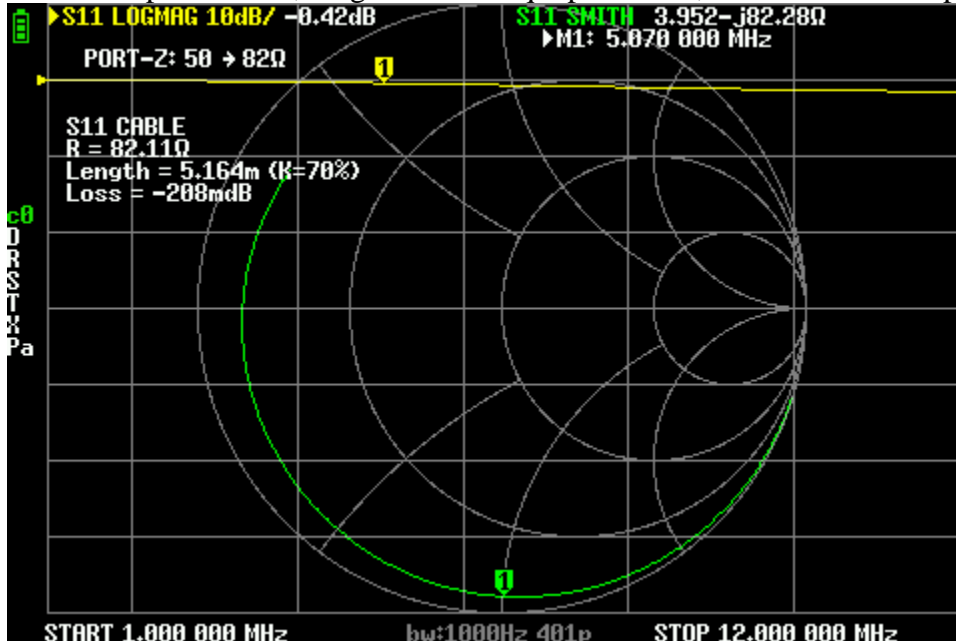 S11 LOGMAG 10dB/ -0.42dB
S11 SMITH 3.952-j82.28Ω
M1: 5.070 000 MHz
PORT-Z: 50 → 82Ω
1
S11 CABLE
R = 82.11Ω
Length = 5.164m (K=70%)
Loss = -208mdB
c0
D
R
S
T
X
Pa
1
START 1.000 000 MHz
bw:1000Hz 401p
STOP 12.000 000 MHz